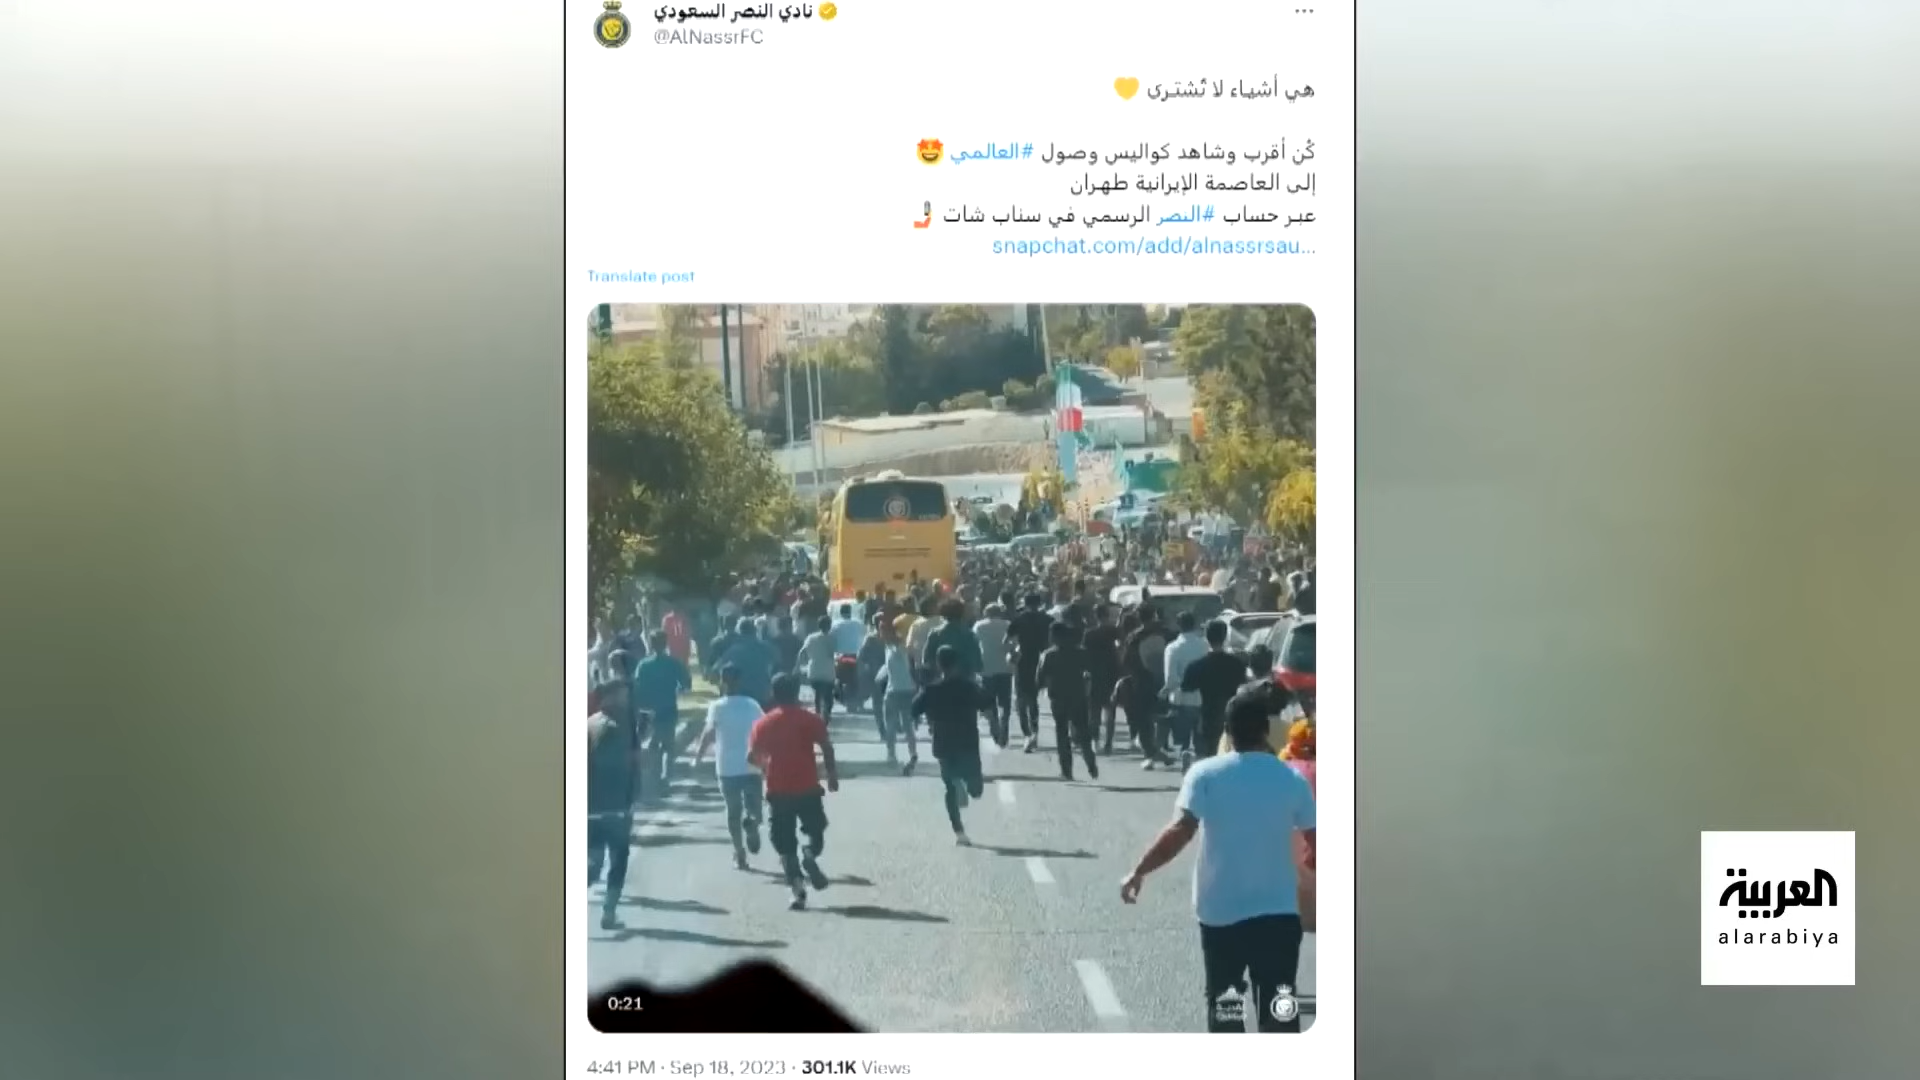 نادي النصر السعودي
@AlNassrFC
هي أشياء لا تُشترى 💛
كُن أقرب وشاهد كواليس وصول #العالمي 🤩
إلى العاصمة الإيرانية طهران
عبر حساب #النصر الرسمي في سناب شات 🤳
snapchat.com/add/alnassrsau...
Translate post
0:21
4:41 PM · Sep 18, 2023 · 301.1K Views
العربية
alarabiya